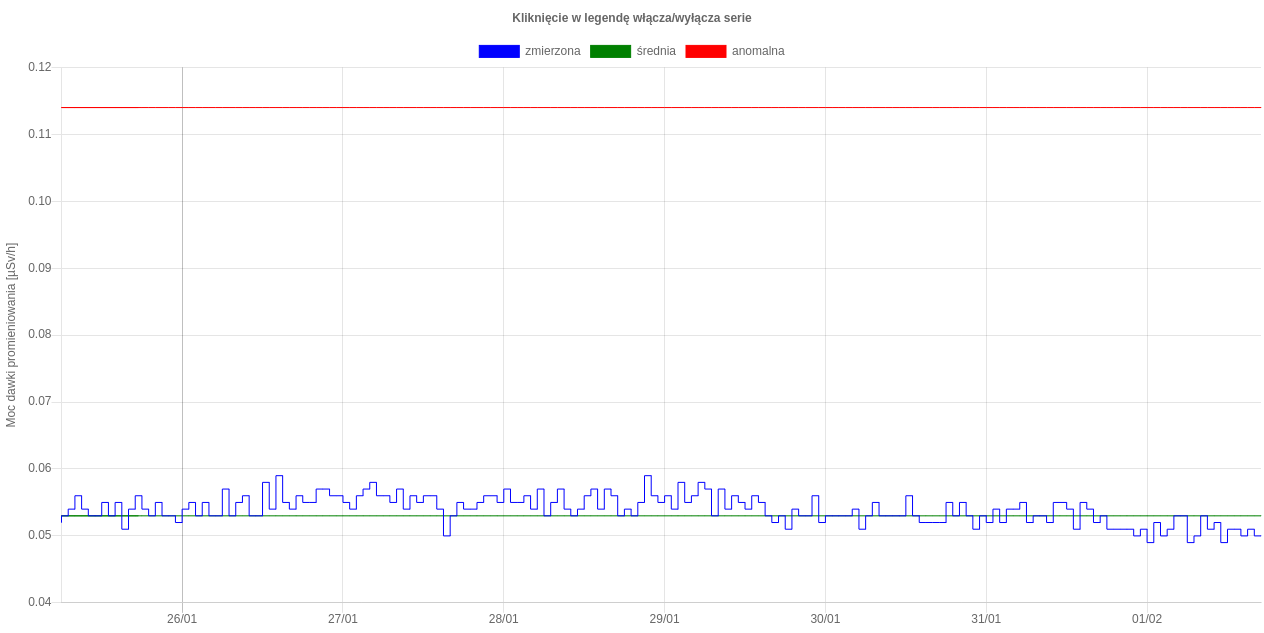 Kliknięcie w legendę włącza/wyłącza serie
zmierzona średnia anomalna
Moc dawki promieniowania [µSv/h]
0.12
0.11
0.10
0.09
0.08
0.07
0.06
0.05
0.04
26/01 27/01 28/01 29/01 30/01 31/01 01/02